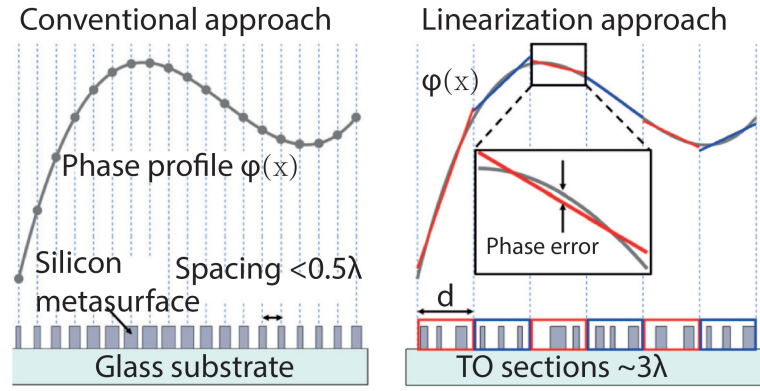 Conventional approach
Phase profile φ(x)
Silicon
metasurface
Spacing <0.5λ
Glass substrate
Linearization approach
φ(x)
Phase error
d
TO sections ~3λ